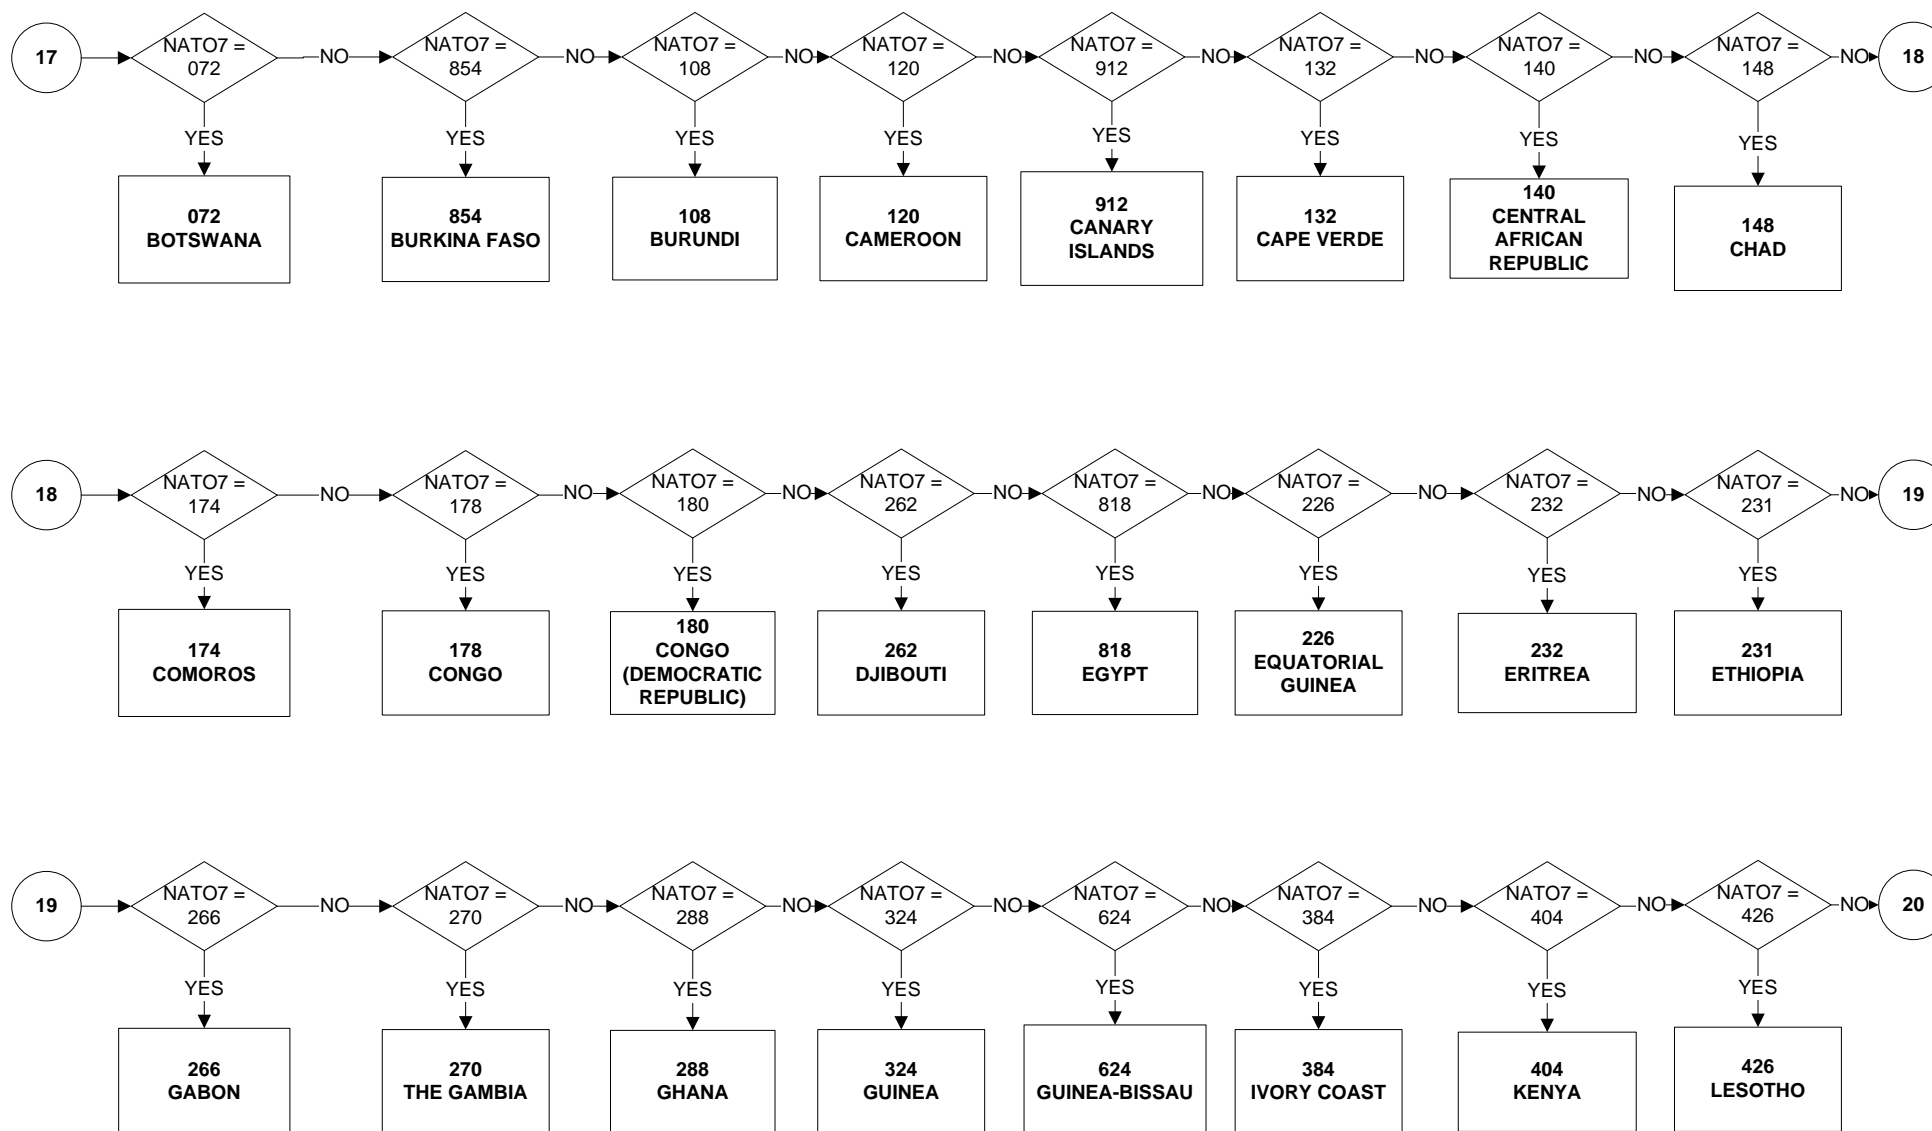 17
NATO7 =
072
NO
NATO7 =
854
NO
NATO7 =
108
NO
NATO7 =
120
NO
NATO7 =
912
NO
NATO7 =
132
NO
NATO7 =
140
NO
NATO7 =
148
NO
18
YES
YES
YES
YES
YES
YES
YES
YES
072
BOTSWANA
854
BURKINA FASO
108
BURUNDI
120
CAMEROON
912
CANARY
ISLANDS
132
CAPE VERDE
140
CENTRAL
AFRICAN
REPUBLIC
148
CHAD
18
NATO7 =
174
NO
NATO7 =
178
NO
NATO7 =
180
NO
NATO7 =
262
NO
NATO7 =
818
NO
NATO7 =
226
NO
NATO7 =
232
NO
NATO7 =
231
NO
19
YES
YES
YES
YES
YES
YES
YES
YES
174
COMOROS
178
CONGO
180
CONGO
(DEMOCRATIC
REPUBLIC)
262
DJIBOUTI
818
EGYPT
226
EQUATORIAL
GUINEA
232
ERITREA
231
ETHIOPIA
19
NATO7 =
266
NO
NATO7 =
270
NO
NATO7 =
288
NO
NATO7 =
324
NO
NATO7 =
624
NO
NATO7 =
384
NO
NATO7 =
404
NO
NATO7 =
426
NO
20
YES
YES
YES
YES
YES
YES
YES
YES
266
GABON
270
THE GAMBIA
288
GHANA
324
GUINEA
624
GUINEA-BISSAU
384
IVORY COAST
404
KENYA
426
LESOTHO